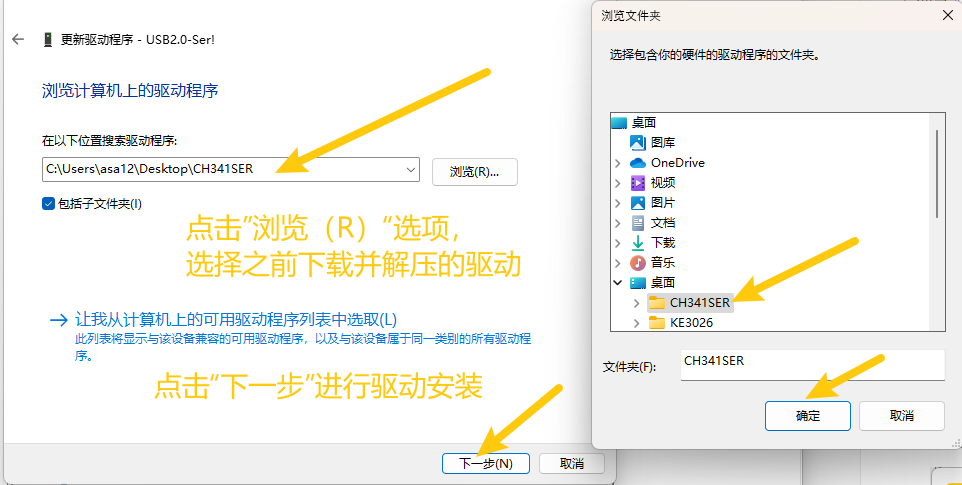 更新驱动程序 - USB2.0-Ser!
浏览计算机上的驱动程序
在以下位置搜索驱动程序:
C:\Users\asa12\Desktop\CH341SER
浏览(R)...
包括子文件夹(I)
点击”浏览（R）“选项，
选择之前下载并解压的驱动
让我从计算机上的可用驱动程序列表中选取(L)
此列表将显示与该设备兼容的可用驱动程序，以及与该设备属于同一类别的所有驱动程
序。
点击“下一步”进行驱动安装
下一步(N)
取消
浏览文件夹
选择包含你的硬件的驱动程序的文件夹。
桌面
图库
OneDrive
视频
图片
文档
下载
音乐
桌面
CH341SER
KE3026
文件夹(F):
CH341SER
确定
取消